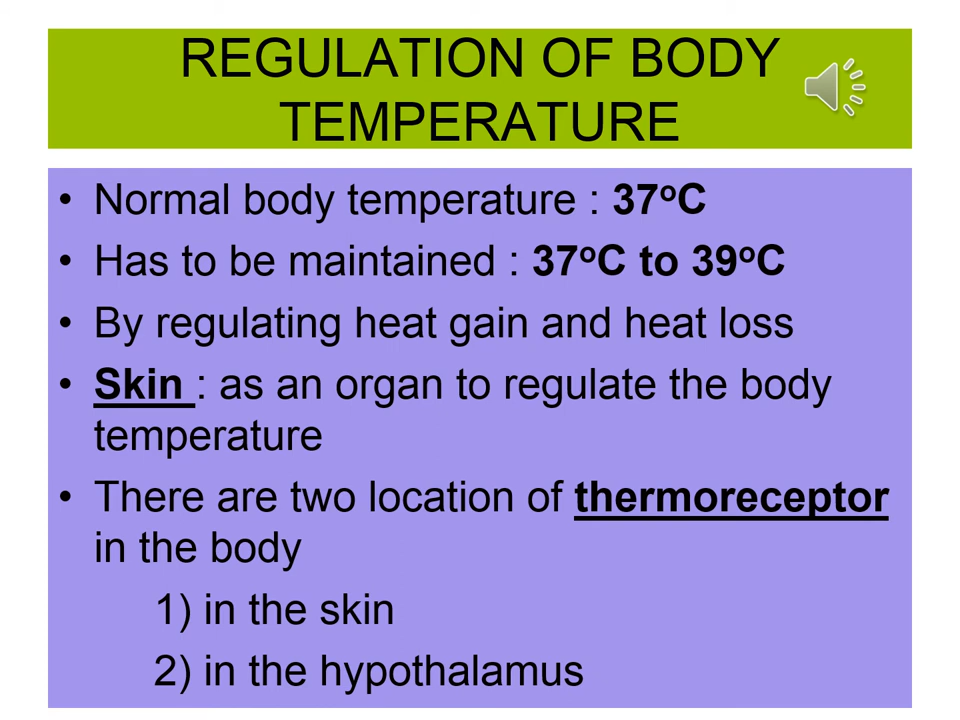 REGULATION OF BODY
TEMPERATURE
• Normal body temperature : 37ºC
• Has to be maintained : 37ºC to 39ºC
• By regulating heat gain and heat loss
• Skin : as an organ to regulate the body
temperature
• There are two location of thermoreceptor
in the body
1) in the skin
2) in the hypothalamus